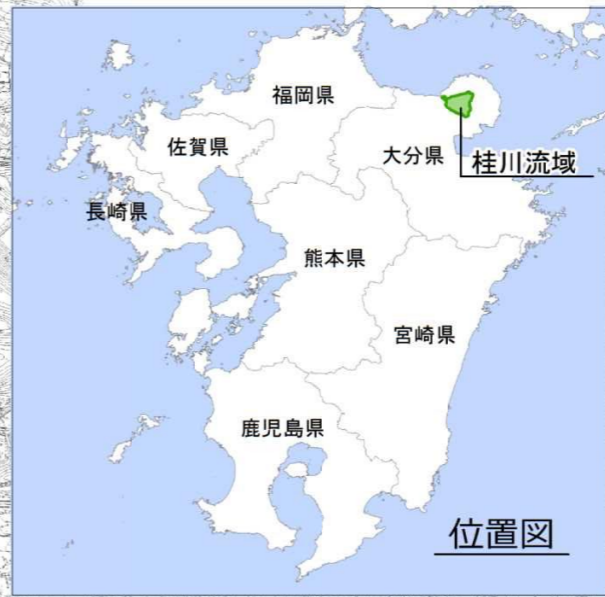 福岡県
佐賀県
大分県
桂川流域
長崎県
熊本県
宮崎県
鹿児島県
位置図